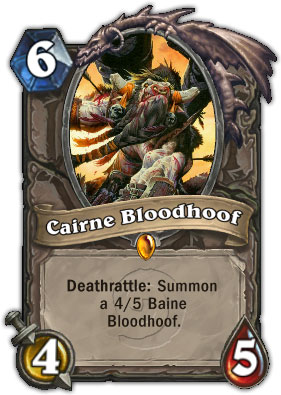 6
Cairne Bloodhoof
Deathrattle: Summon
a 4/5 Baine
Bloodhoof.
4
5